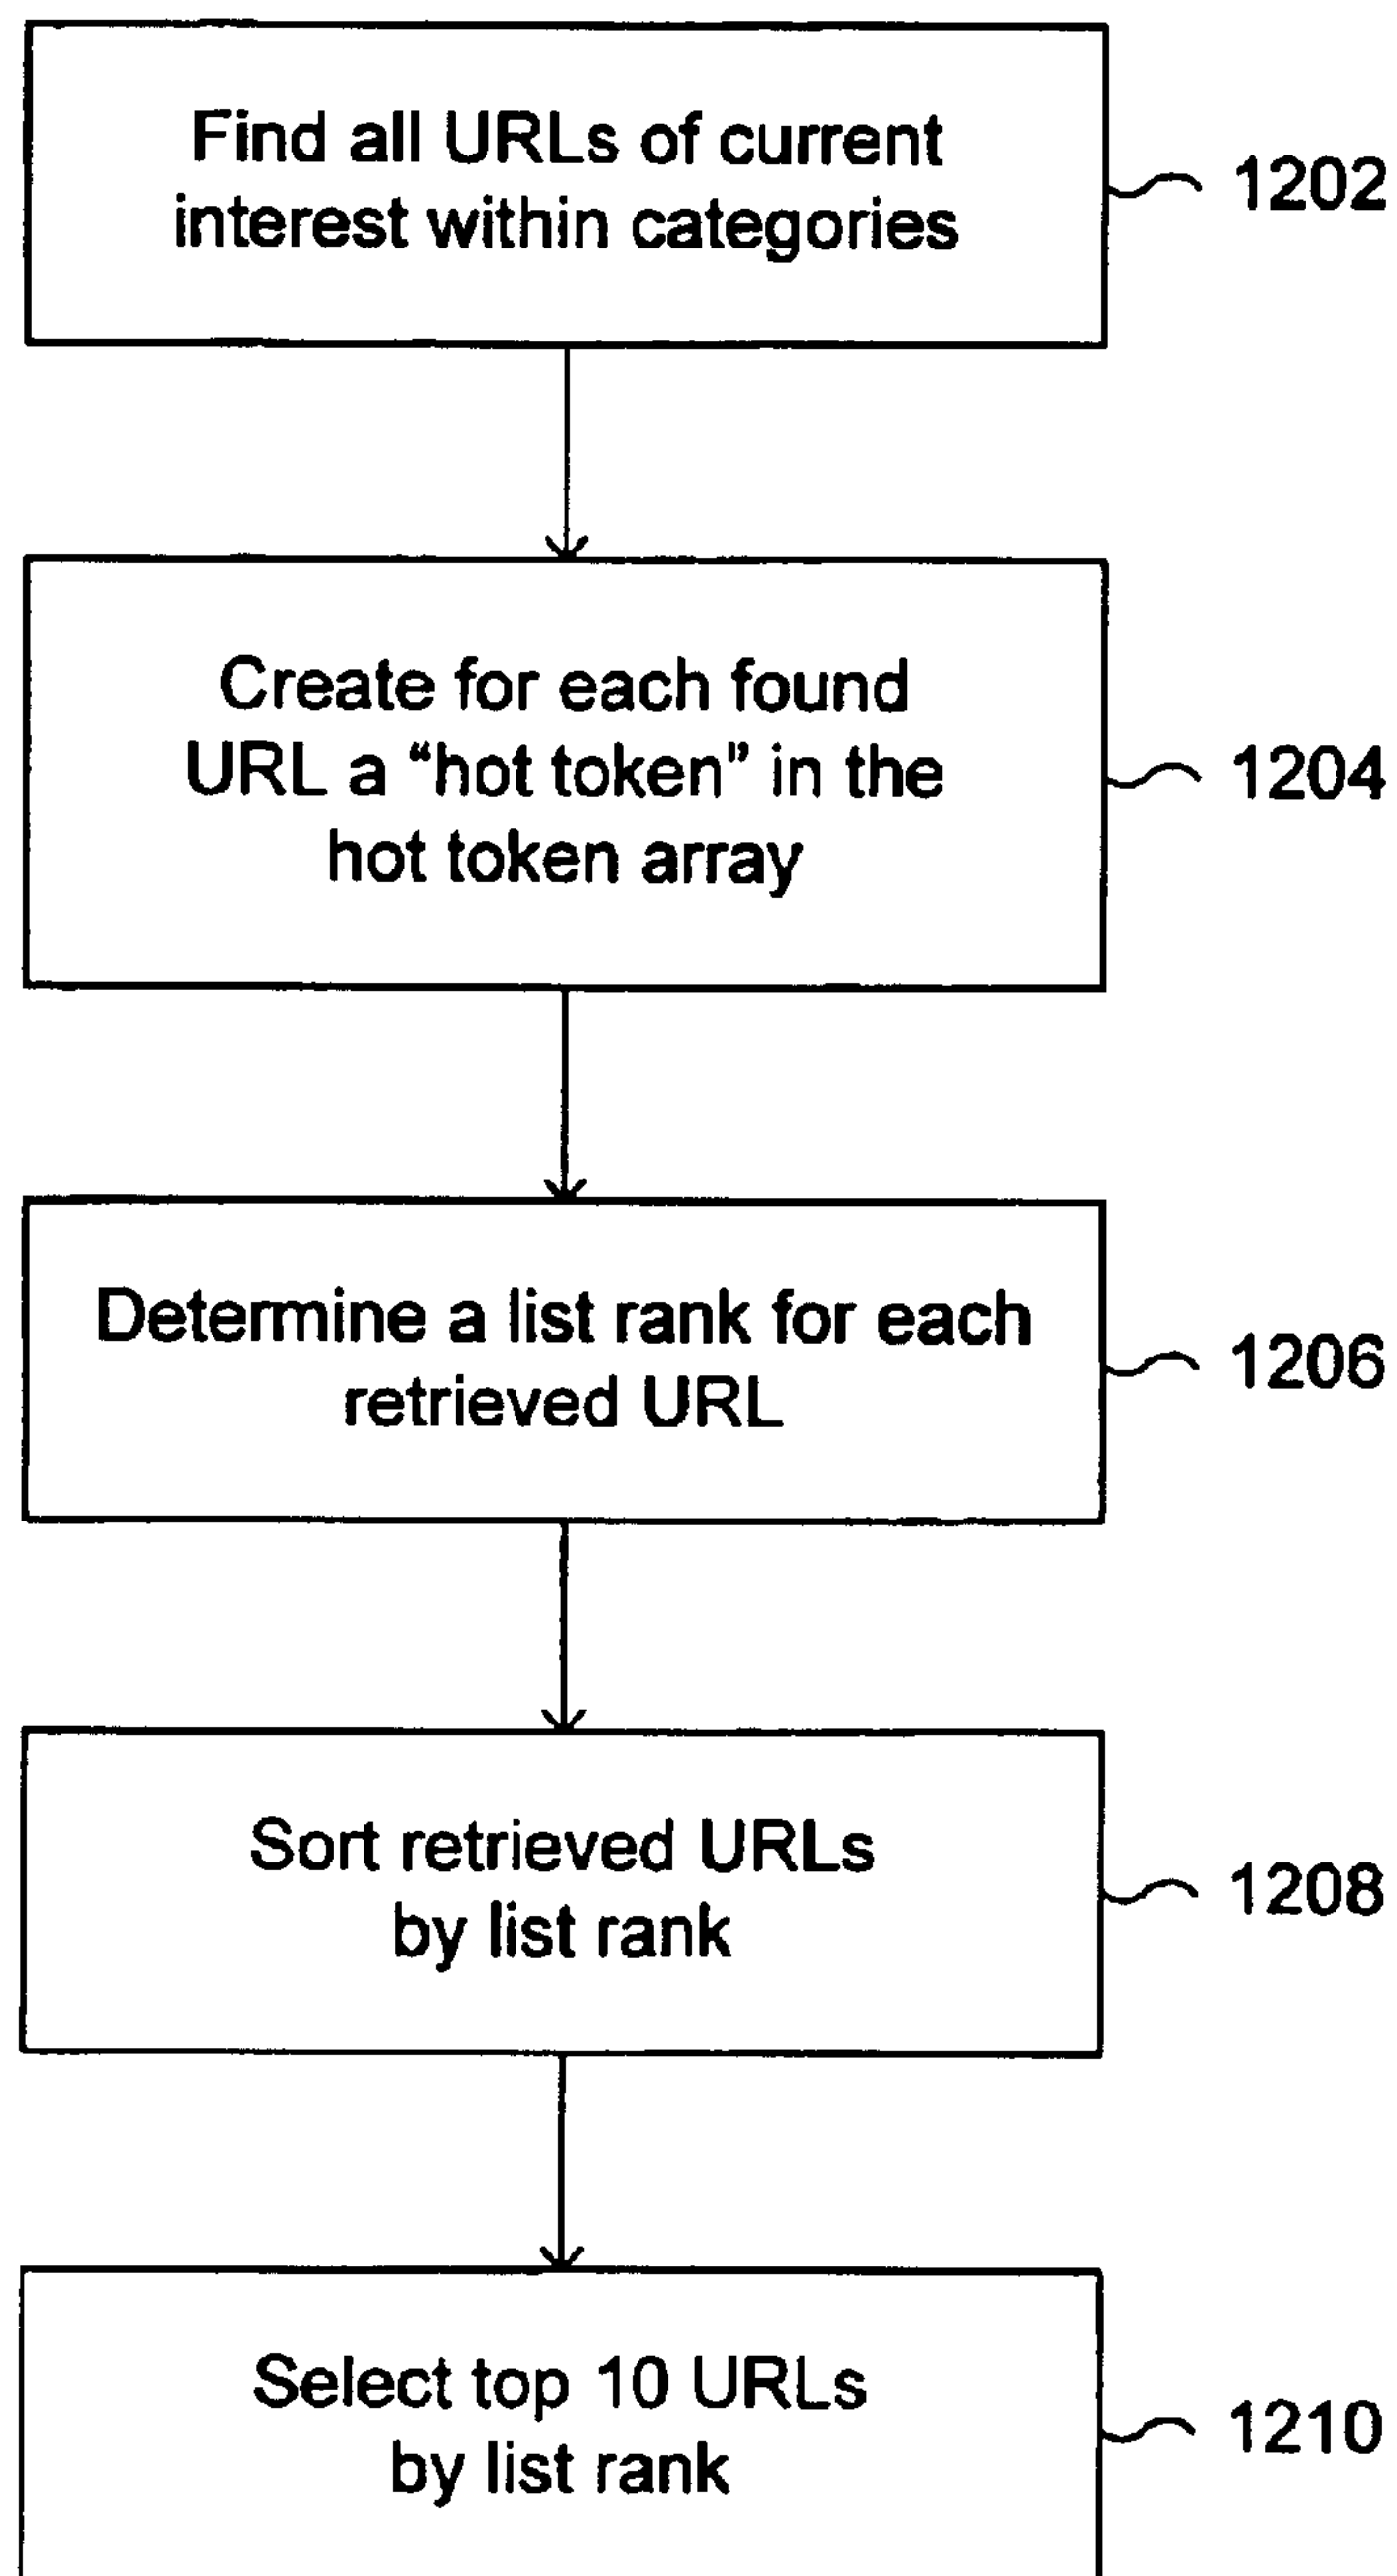 Find all URLs of current
interest within categories
1202
Create for each found
URL a “hot token” in the
hot token array
1204
Determine a list rank for each
retrieved URL
1206
Sort retrieved URLs
by list rank
1208
Select top 10 URLs
by list rank
1210